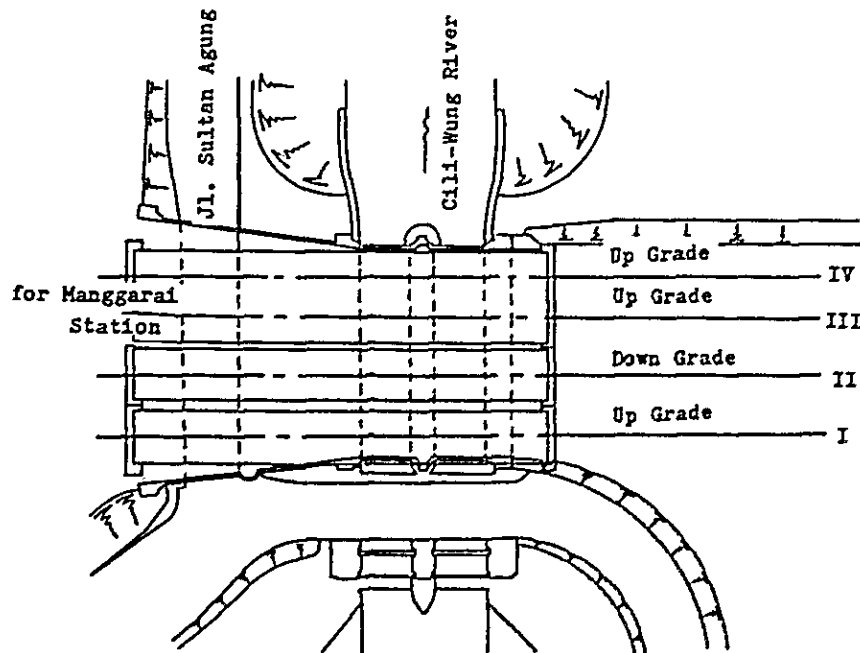 Jl. Sultan Agung
Cili-Wung River
Up Grade
IV
for Manggarai
Station
Up Grade
III
Down Grade
II
Up Grade
I